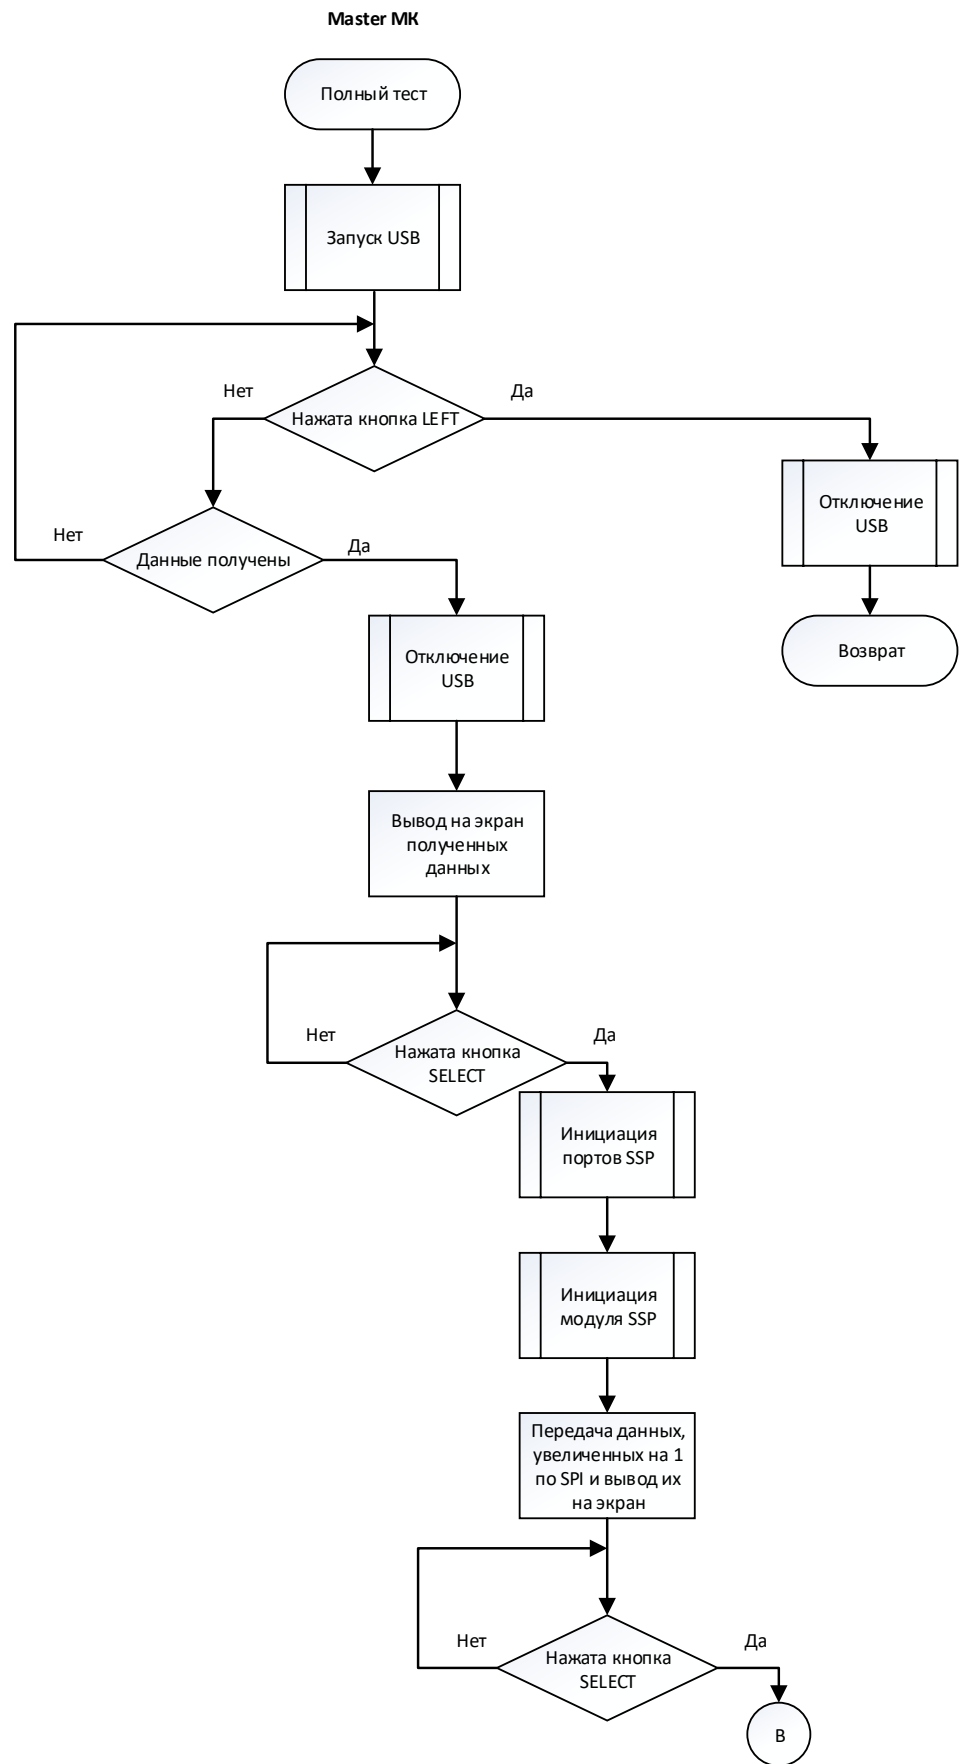 Master МК
Полный тест
Запуск USB
Нет
Да
Нажата кнопка LEFT
Отключение
USB
Возврат
Нет
Да
Данные получены
Отключение
USB
Вывод на экран
полученных
данных
Нет
Да
Нажата кнопка
SELECT
Инициация
портов SSP
Инициация
модуля SSP
Передача данных,
увеличенных на 1
по SPI и вывод их
на экран
Нет
Да
Нажата кнопка
SELECT
В